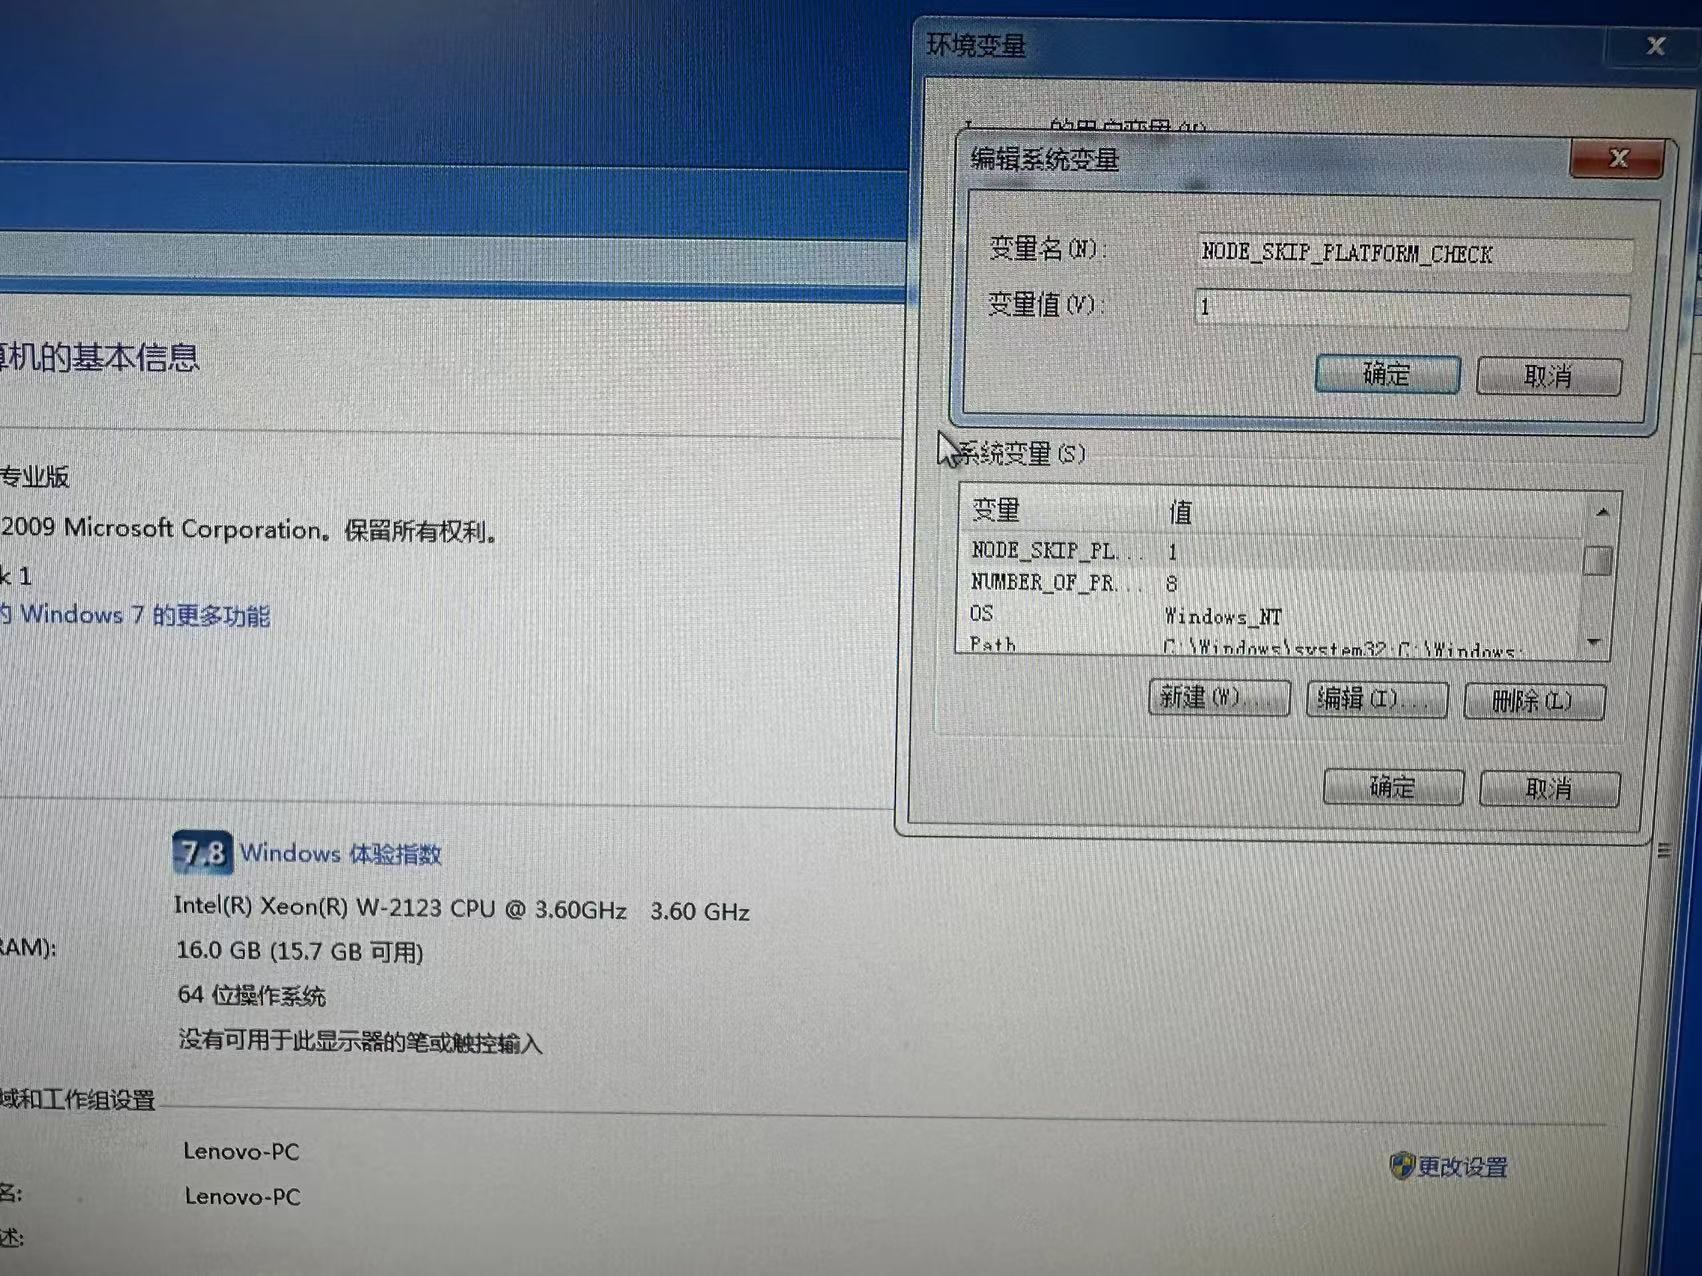 环境变量
的用户变量(U)
编辑系统变量
变量名(N):
NODE_SKIP_PLATFORM_CHECK
变量值(V):
1
确定
取消
系统变量(S)
变量
值
NODE_SKIP_PL...
1
NUMBER_OF_PR...
8
OS
Windows_NT
Path
C:\Windows\system32;C:\Windows;
新建(W)...
编辑(I)...
删除(L)
确定
取消
算机的基本信息
专业版
2009 Microsoft Corporation。保留所有权利。
k 1
的 Windows 7 的更多功能
7.8 Windows 体验指数
Intel(R) Xeon(R) W-2123 CPU @ 3.60GHz 3.60 GHz
RAM):
16.0 GB (15.7 GB 可用)
64 位操作系统
没有可用于此显示器的笔或触控输入
域和工作组设置
Lenovo-PC
更改设置
名:
Lenovo-PC
述: